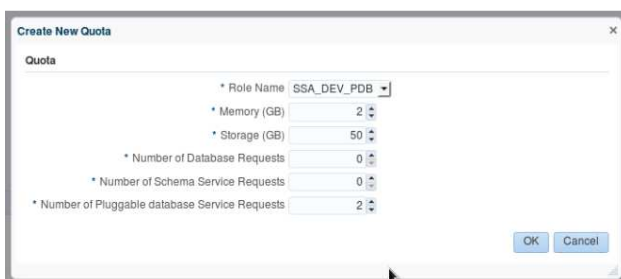 Create New Quota
Quota
* Role Name SSA_DEV_PDB
* Memory (GB) 2
* Storage (GB) 50
* Number of Database Requests 0
* Number of Schema Service Requests 0
* Number of Pluggable database Service Requests 2
OK Cancel